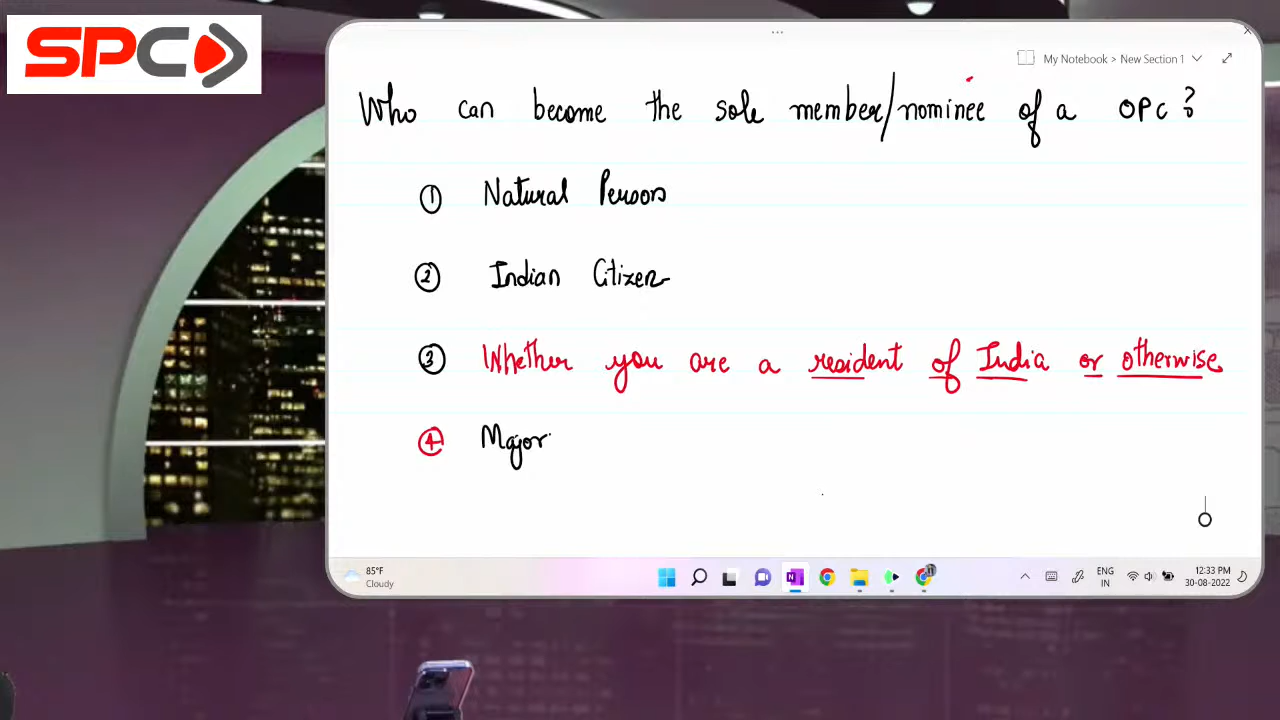 SPC
My Notebook > New Section 1
Who can become the sole member/nominee of a OPC?
① Natural Person
② Indian Citizen
③ Whether you are a resident of India or otherwise
④ Major
85°F
Cloudy
ENG
IN
12:33 PM
30-08-2022